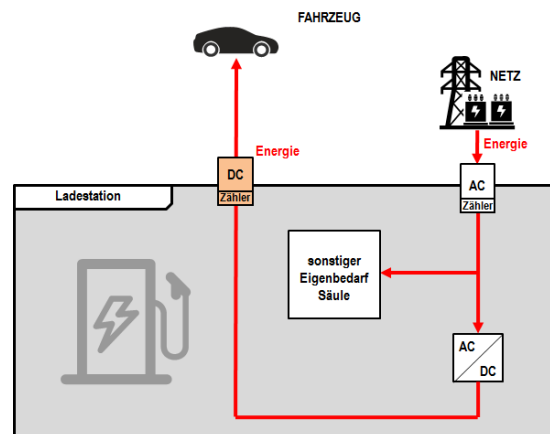 FAHRZEUG
NETZ
Energie
Energie
DC
Zähler
AC
Zähler
Ladestation
sonstiger
Eigenbedarf
Säule
AC
DC